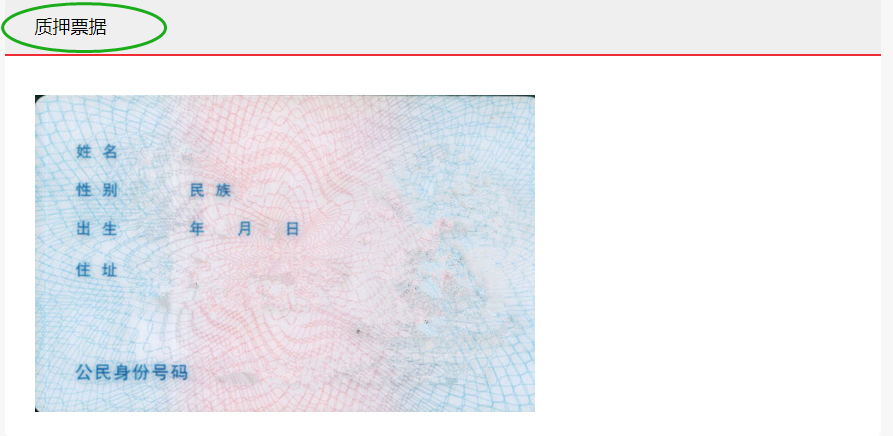 质押票据
姓 名
性 别 民 族
出 生 年 月 日
住 址
公民身份号码